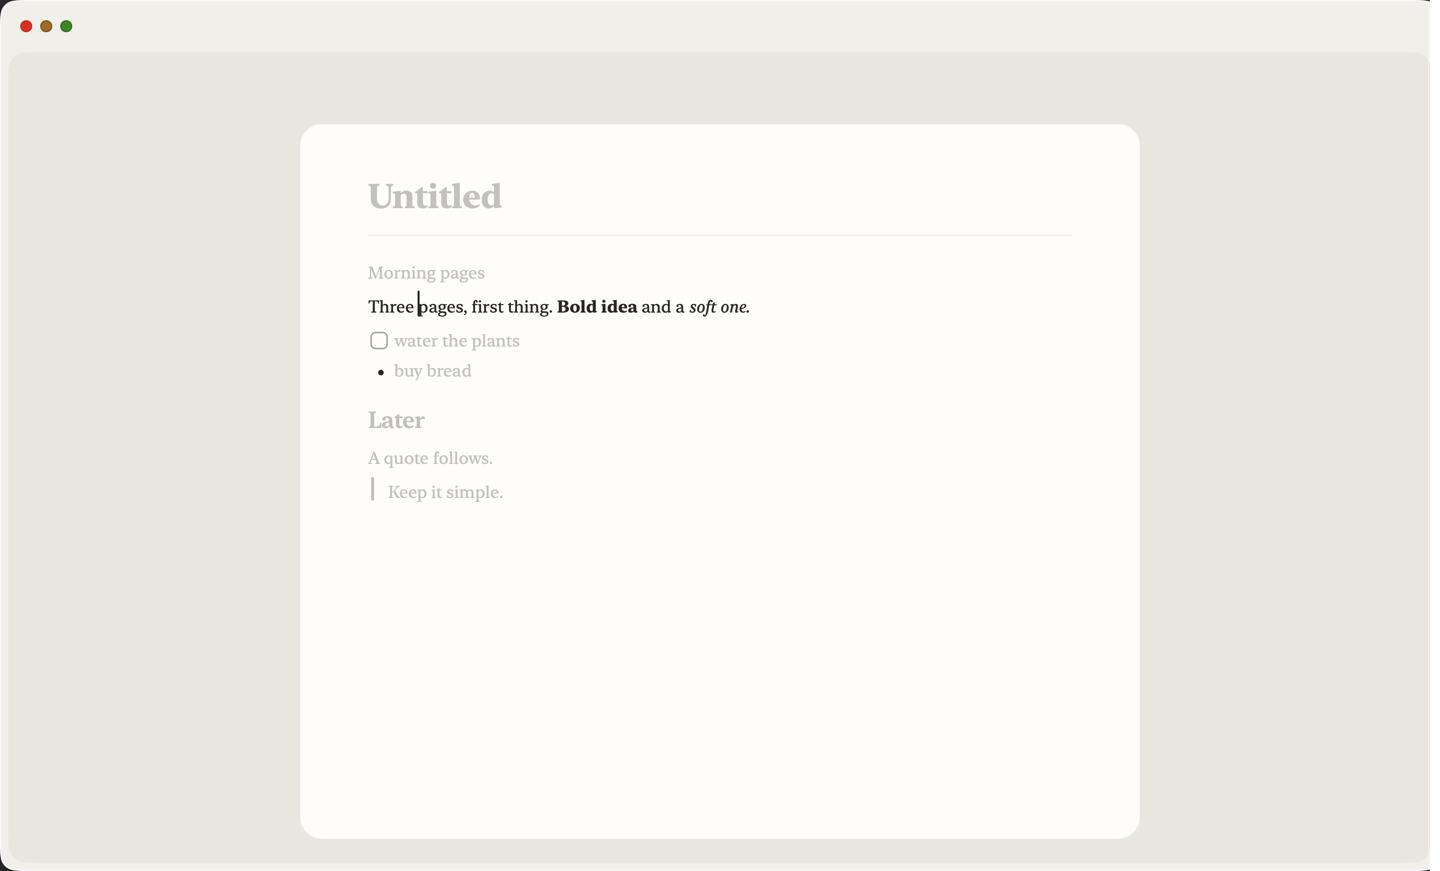 Untitled
Morning pages
Three pages, first thing. Bold idea and a soft one.
water the plants
buy bread
Later
A quote follows.
Keep it simple.